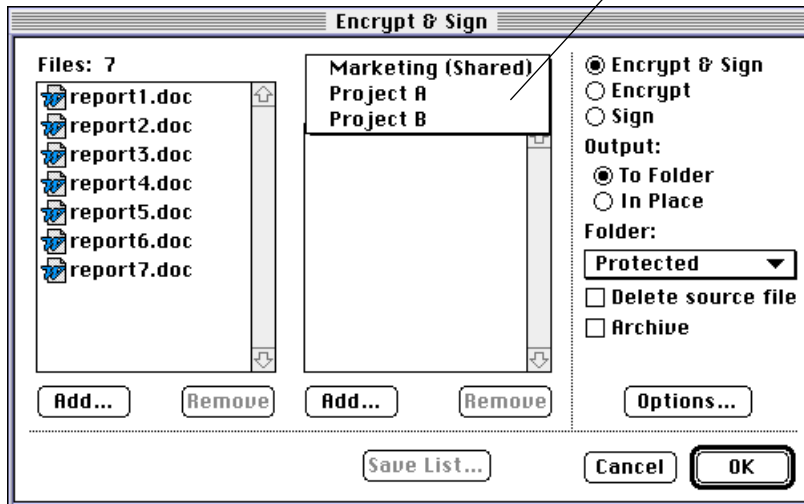 Encrypt & Sign
Files: 7
report1.doc
report2.doc
report3.doc
report4.doc
report5.doc
report6.doc
report7.doc
Add...
Remove
Marketing (Shared)
Project A
Project B
Add...
Remove
Encrypt & Sign
Encrypt
Sign
Output:
To Folder
In Place
Folder:
Protected
Delete source file
Archive
Options...
Save List...
Cancel
OK